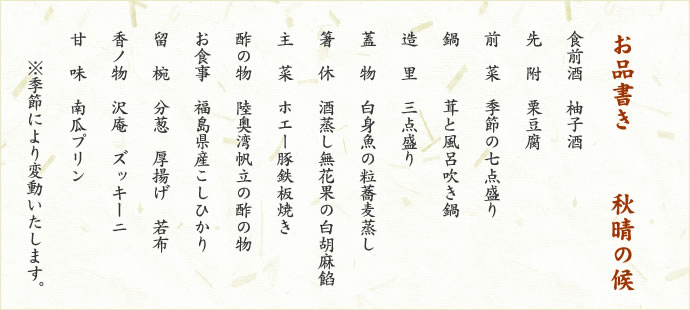 お品書き　秋晴の候
食前酒　柚子酒
先附　栗豆腐
前菜　季節の七点盛り
鍋　茸と風呂吹き鍋
造里　三点盛り
蓋物　白身魚の粒蕎麦蒸し
箸休　酒蒸し無花果の白胡麻餡
主菜　ホエー豚鉄板焼き
酢の物　陸奥湾帆立の酢の物
お食事　福島県産こしひかり
留椀　分葱　厚揚げ　若布
香ノ物　沢庵　ズッキーニ
甘味　南瓜プリン
※季節により変動いたします。